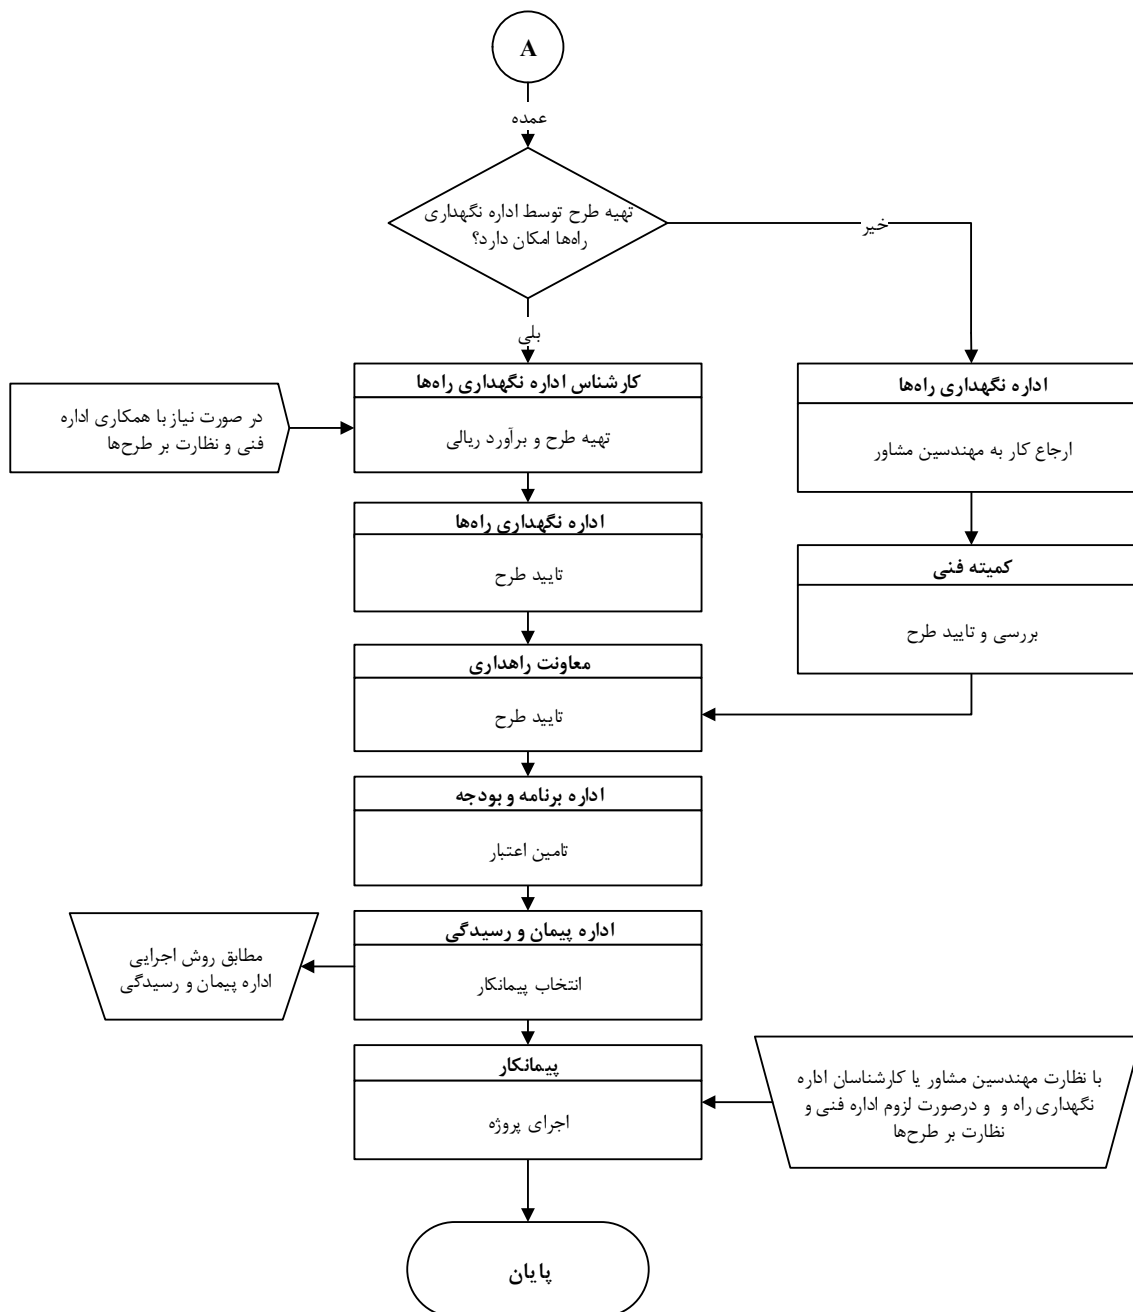 A
عمده
تهیه طرح توسط اداره نگهداری
راه‌ها امکان دارد؟
خیر
بلی
کارشناس اداره نگهداری راه‌ها
تهیه طرح و برآورد ریالی
در صورت نیاز با همکاری اداره
فنی و نظارت بر طرح‌ها
اداره نگهداری راه‌ها
ارجاع کار به مهندسین مشاور
اداره نگهداری راه‌ها
تایید طرح
کمیته فنی
بررسی و تایید طرح
معاونت راهداری
تایید طرح
اداره برنامه و بودجه
تامین اعتبار
اداره پیمان و رسیدگی
انتخاب پیمانکار
مطابق روش اجرایی
اداره پیمان و رسیدگی
پیمانکار
اجرای پروژه
با نظارت مهندسین مشاور یا کارشناسان اداره
نگهداری راه و و درصورت لزوم اداره فنی و
نظارت بر طرح‌ها
پایان